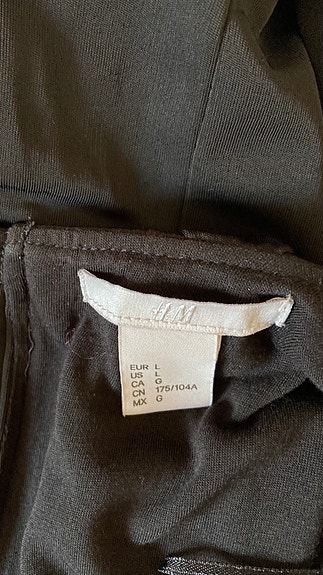 H&M
EUR L
US L
CA G
CN 175/104A
MX G